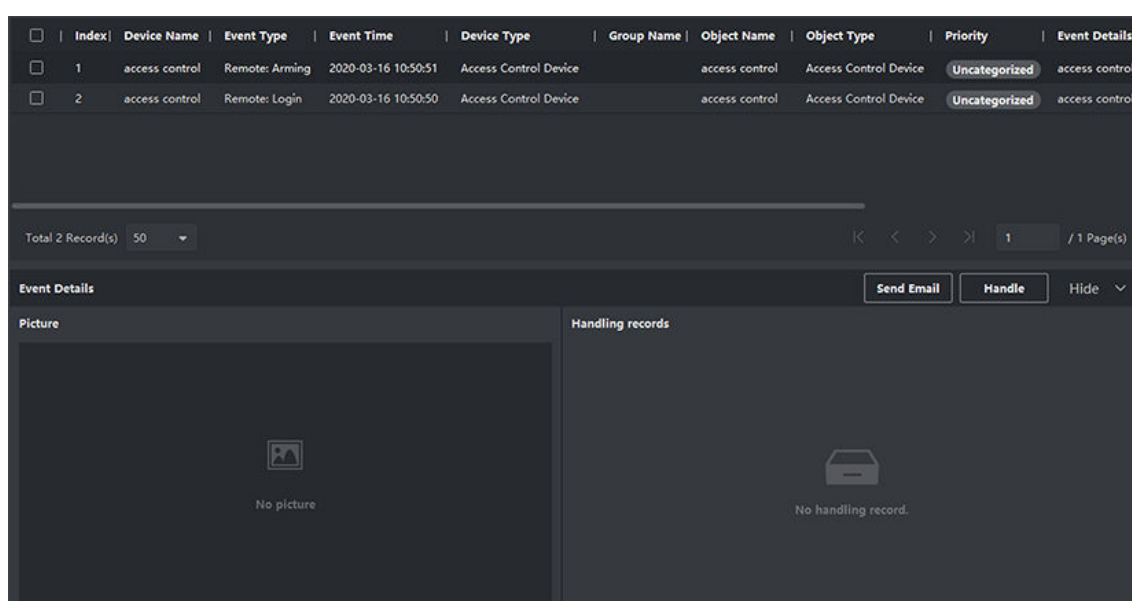 Index Device Name Event Type Event Time Device Type Group Name Object Name Object Type Priority Event Details
1 access control Remote: Arming 2020-03-16 10:50:51 Access Control Device access control Access Control Device Uncategorized access contro
2 access control Remote: Login 2020-03-16 10:50:50 Access Control Device access control Access Control Device Uncategorized access contro
Total 2 Record(s) 50 1 / 1 Page(s)
Event Details Send Email Handle Hide
Picture Handling records
No picture
No handling record.